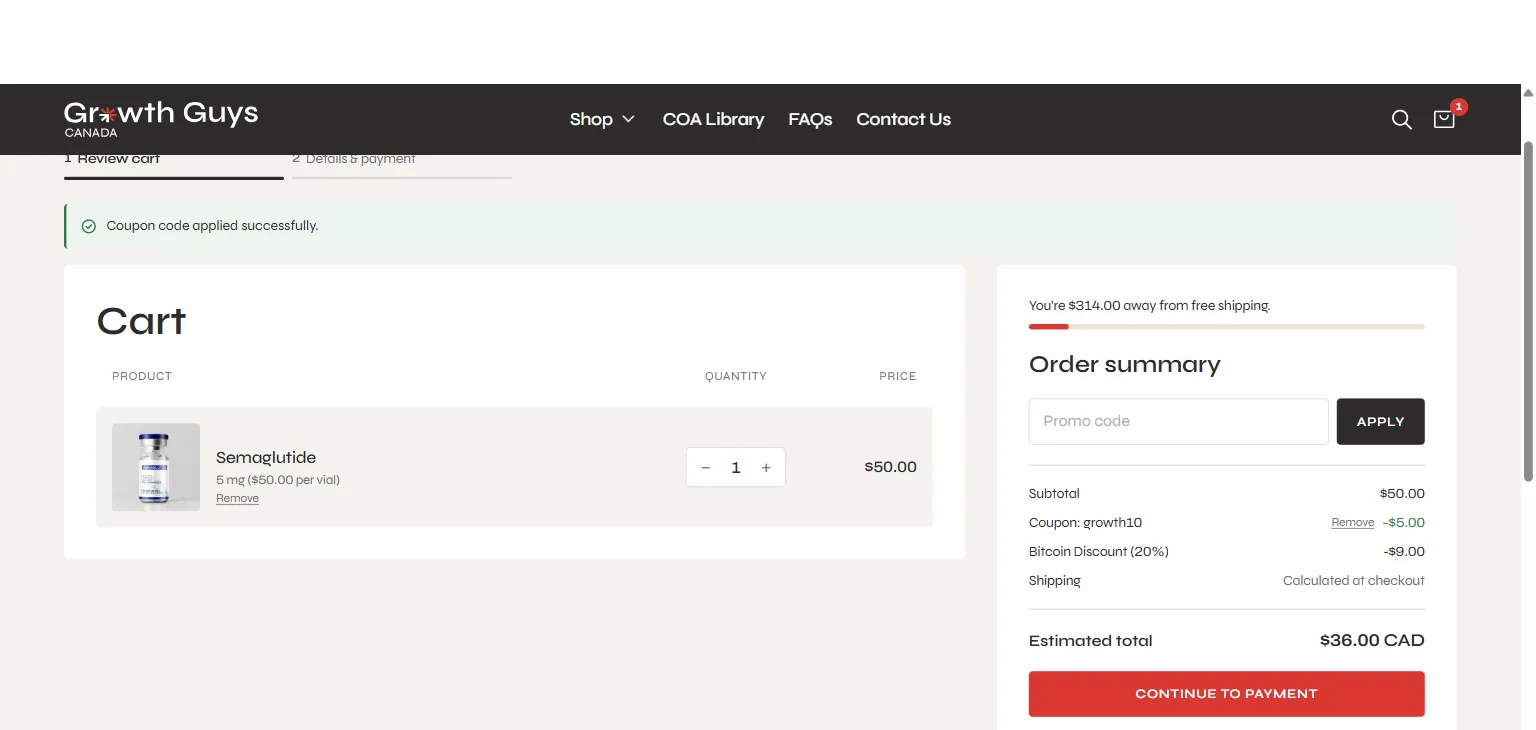 Growth Guys
CANADA
Shop
COA Library
FAQs
Contact Us
1
1 Review cart
2 Details & payment
Coupon code applied successfully.
Cart
PRODUCT
QUANTITY
PRICE
Semaglutide
5 mg ($50.00 per vial)
Remove
− 1 +
$50.00
You're $314.00 away from free shipping.
Order summary
Promo code
APPLY
Subtotal $50.00
Coupon: growth10 Remove -$5.00
Bitcoin Discount (20%) -$9.00
Shipping Calculated at checkout
Estimated total $36.00 CAD
CONTINUE TO PAYMENT